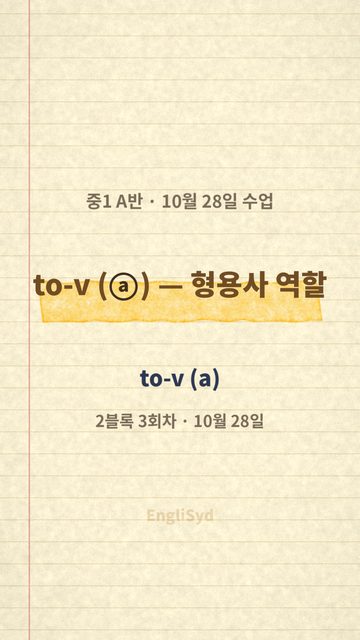 중1 A반 · 10월 28일 수업
to-v (ⓐ) — 형용사 역할
to-v (a)
2블록 3회차 · 10월 28일
EngliSyd